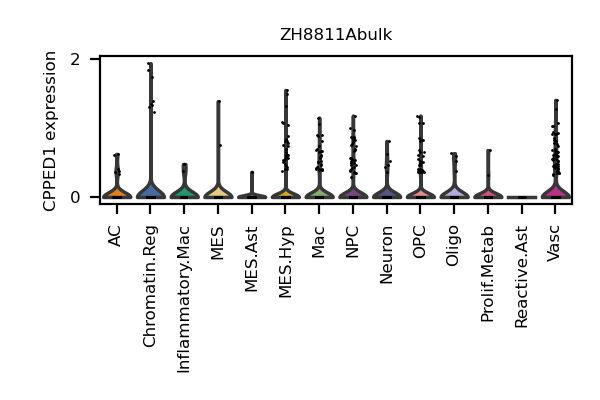 ZH8811Abulk
CPPED1 expression
2
0
AC
Chromatin.Reg
Inflammatory.Mac
MES
MES.Ast
MES.Hyp
Mac
NPC
Neuron
OPC
Oligo
Prolif.Metab
Reactive.Ast
Vasc